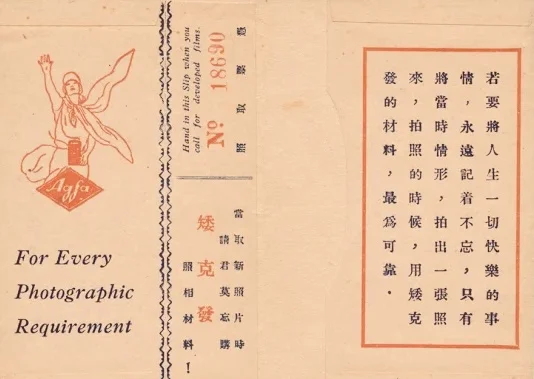 Agfa
For Every
Photographic
Requirement
Hand in this Slip when you
call for developed films.
No 18690
憑票取照
當取新照片時
請君莫忘購
矮克發
照相材料！
若要將人生一切快樂的事
情，永遠記着不忘，只有
將當時情形，拍出一張照
來，拍照的時候，用矮克
發的材料，最爲可靠．